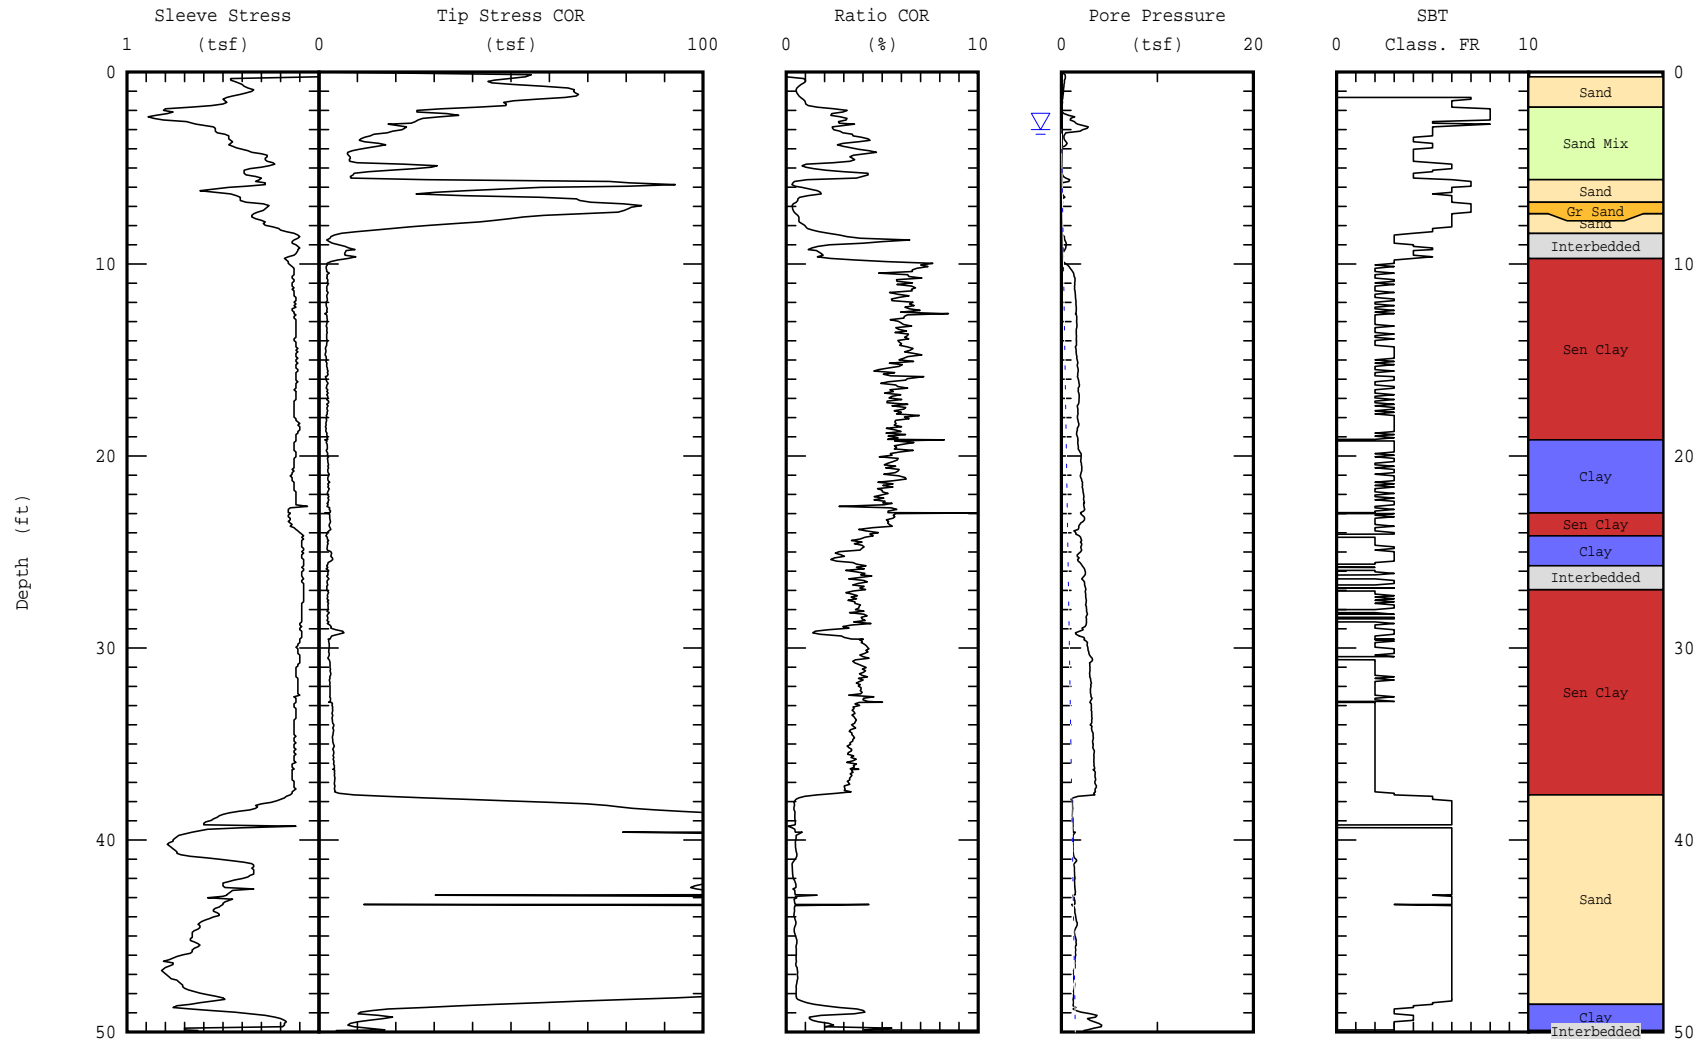 Sleeve Stress Tip Stress COR Ratio COR Pore Pressure SBT
1 (tsf) 0 (tsf) 100 0 (%) 10 0 (tsf) 20 0 Class. FR 10
0 0
Sand
Sand Mix
Sand
Gr Sand
Sand
Interbedded
10 10
Sen Clay
20 20
Clay
Sen Clay
Clay
Interbedded
Depth (ft)
30 30
Sen Clay
40 40
Sand
Clay
50 Interbedded 50